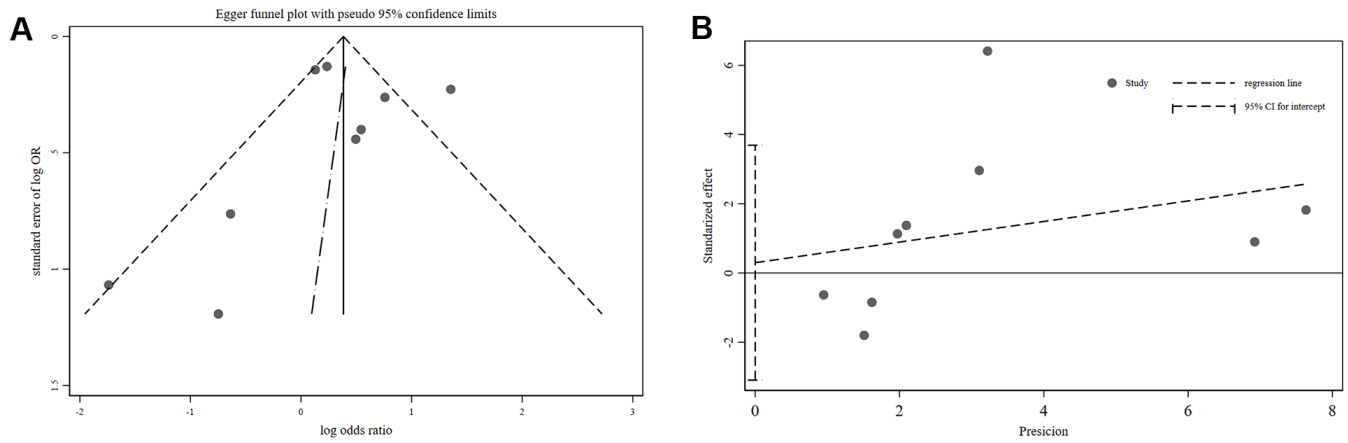 A
Egger funnel plot with pseudo 95% confidence limits
standard error of log OR
0
.5
1
1.5
-2
-1
0
1
2
3
log odds ratio
B
Standarized effect
6
4
2
0
-2
Study
regression line
95% CI for intercept
0
2
4
6
8
Presicion